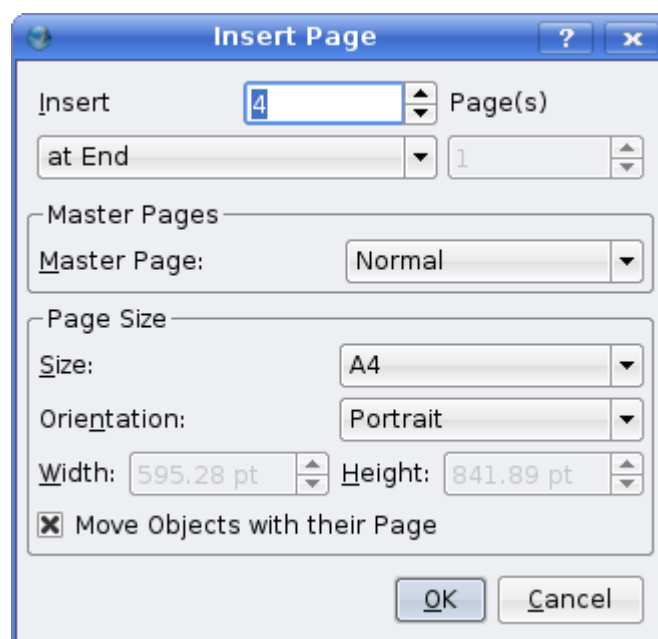 Insert Page ?
Insert 4 Page(s)
at End 1
Master Pages
Master Page: Normal
Page Size
Size: A4
Orientation: Portrait
Width: 595.28 pt Height: 841.89 pt
Move Objects with their Page
OK Cancel